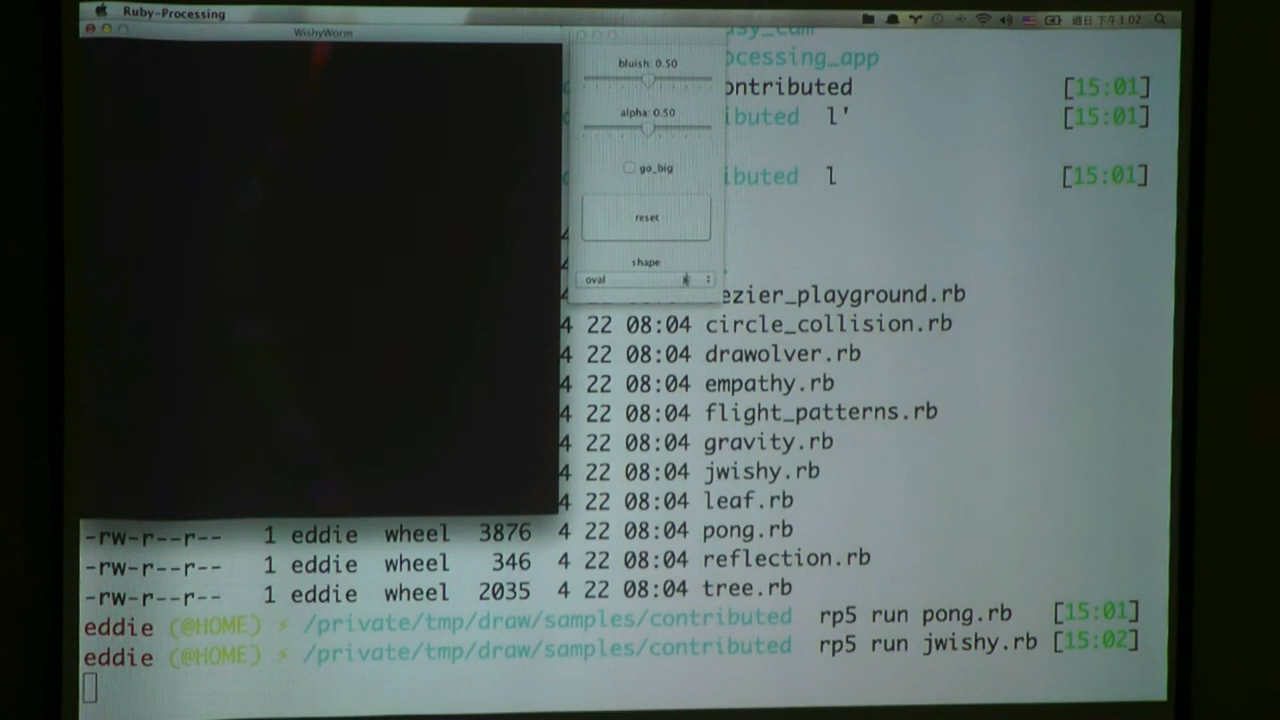 Ruby-Processing
週日下午3:02
WishyWorm
bluish: 0.50
ocessing_app
ontributed [15:01]
alpha: 0.50
ibuted l' [15:01]
go_big
ibuted l [15:01]
reset
shape
oval
ezier_playground.rb
4 22 08:04 circle_collision.rb
4 22 08:04 drawolver.rb
4 22 08:04 empathy.rb
4 22 08:04 flight_patterns.rb
4 22 08:04 gravity.rb
4 22 08:04 jwishy.rb
4 22 08:04 leaf.rb
-rw-r--r-- 1 eddie wheel 3876 4 22 08:04 pong.rb
-rw-r--r-- 1 eddie wheel 346 4 22 08:04 reflection.rb
-rw-r--r-- 1 eddie wheel 2035 4 22 08:04 tree.rb
eddie (@HOME) ⚡ /private/tmp/draw/samples/contributed rp5 run pong.rb [15:01]
eddie (@HOME) ⚡ /private/tmp/draw/samples/contributed rp5 run jwishy.rb [15:02]